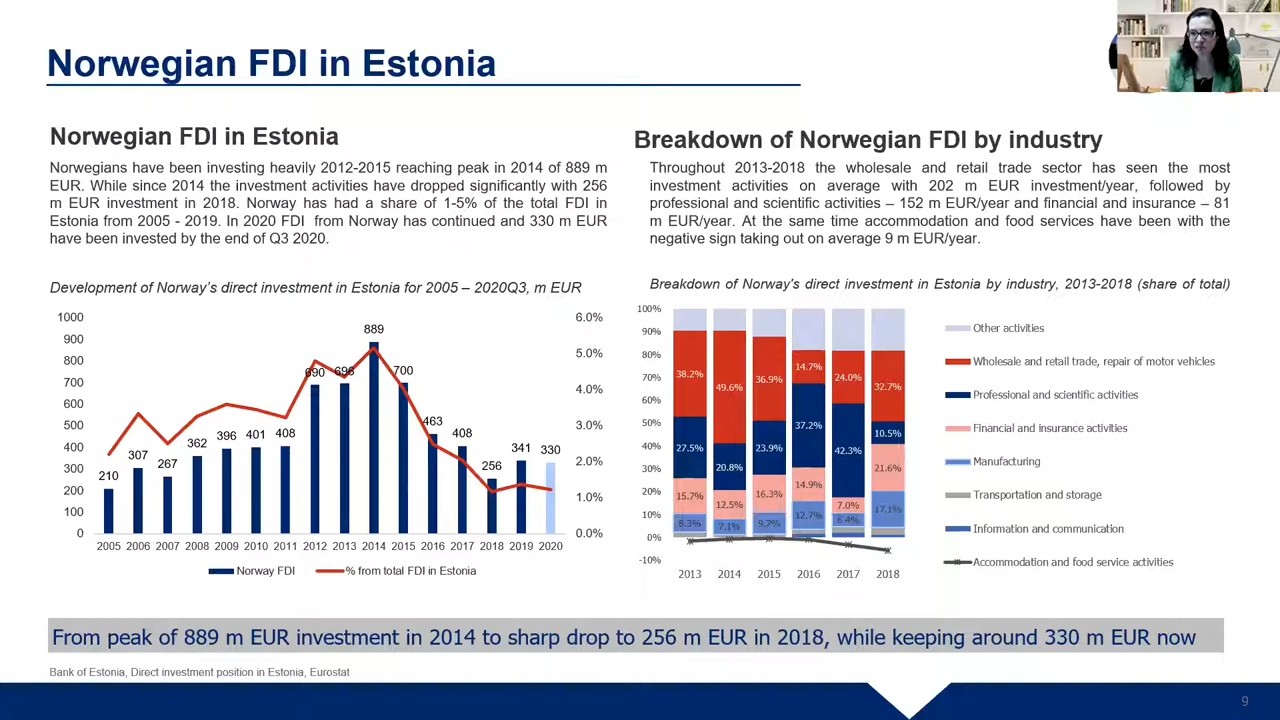 Norwegian FDI in Estonia
Norwegian FDI in Estonia
Norwegians have been investing heavily 2012-2015 reaching peak in 2014 of 889 m
EUR. While since 2014 the investment activities have dropped significantly with 256
m EUR investment in 2018. Norway has had a share of 1-5% of the total FDI in
Estonia from 2005 - 2019. In 2020 FDI from Norway has continued and 330 m EUR
have been invested by the end of Q3 2020.
Development of Norway's direct investment in Estonia for 2005 – 2020Q3, m EUR
1000
900
800
700
600
500
400
300
200
100
0
6.0%
5.0%
4.0%
3.0%
2.0%
1.0%
0.0%
210
307
267
362
396
401
408
690
696
889
700
463
408
256
341
330
2005 2006 2007 2008 2009 2010 2011 2012 2013 2014 2015 2016 2017 2018 2019 2020
Norway FDI
% from total FDI in Estonia
Breakdown of Norwegian FDI by industry
Throughout 2013-2018 the wholesale and retail trade sector has seen the most
investment activities on average with 202 m EUR investment/year, followed by
professional and scientific activities – 152 m EUR/year and financial and insurance – 81
m EUR/year. At the same time accommodation and food services have been with the
negative sign taking out on average 9 m EUR/year.
Breakdown of Norway's direct investment in Estonia by industry, 2013-2018 (share of total)
100%
90%
80%
70%
60%
50%
40%
30%
20%
10%
0%
-10%
38.2%
27.5%
15.7%
8.3%
49.6%
20.8%
12.5%
7.1%
36.9%
23.9%
16.3%
9.7%
14.7%
37.2%
14.9%
12.7%
24.0%
42.3%
7.0%
6.4%
32.7%
10.5%
21.6%
17.1%
2013 2014 2015 2016 2017 2018
Other activities
Wholesale and retail trade, repair of motor vehicles
Professional and scientific activities
Financial and insurance activities
Manufacturing
Transportation and storage
Information and communication
Accommodation and food service activities
From peak of 889 m EUR investment in 2014 to sharp drop to 256 m EUR in 2018, while keeping around 330 m EUR now
Bank of Estonia, Direct investment position in Estonia, Eurostat
9